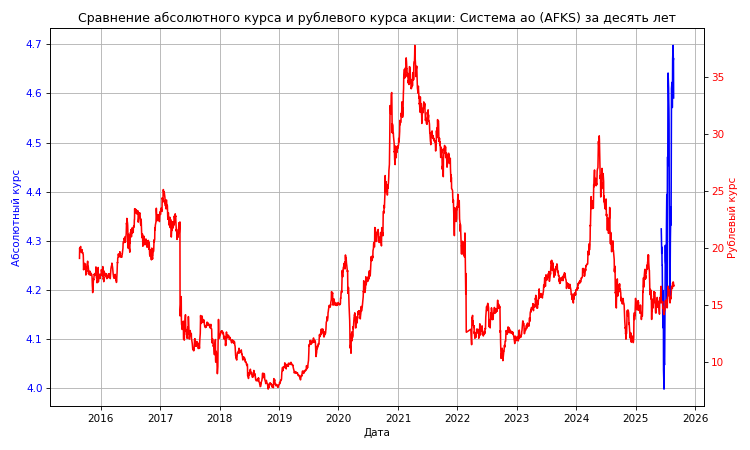 Сравнение абсолютного курса и рублевого курса акции: Система ао (AFKS) за десять лет
4.7
4.6
4.5
4.4
4.3
4.2
4.1
4.0
Абсолютный курс
35
30
25
20
15
10
Рублевый курс
2016 2017 2018 2019 2020 2021 2022 2023 2024 2025 2026
Дата